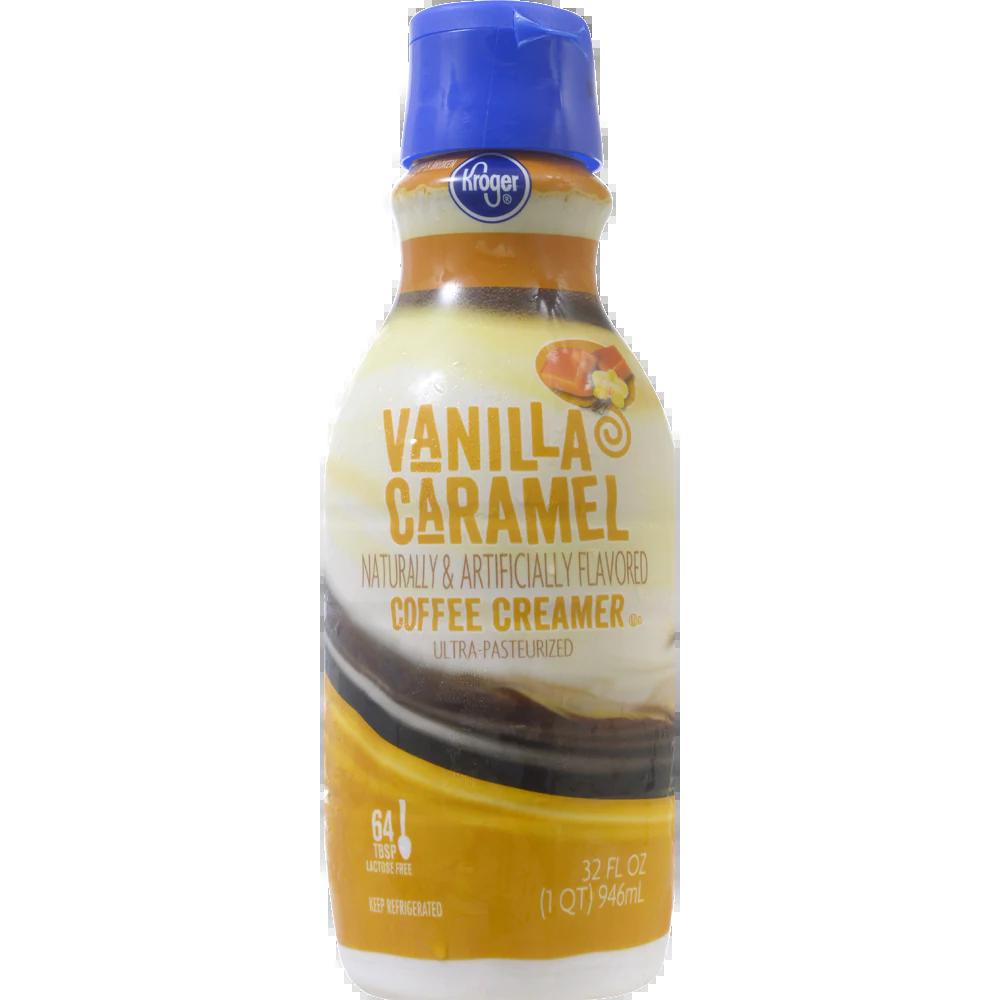 Kroger®
VANILLA
CARAMEL
NATURALLY & ARTIFICIALLY FLAVORED
COFFEE CREAMER
ULTRA-PASTEURIZED
64
TBSP
LACTOSE FREE
KEEP REFRIGERATED
32 FL OZ
(1 QT) 946mL